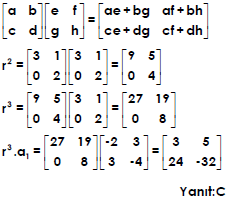 [a b; c d] [e f; g h] = [ae+bg af+bh; ce+dg cf+dh]
r² = [3 1; 0 2] [3 1; 0 2] = [9 5; 0 4]
r³ = [9 5; 0 4] [3 1; 0 2] = [27 19; 0 8]
r³.a₁ = [27 19; 0 8] [-2 3; 3 -4] = [3 5; 24 -32]
Yanıt:C